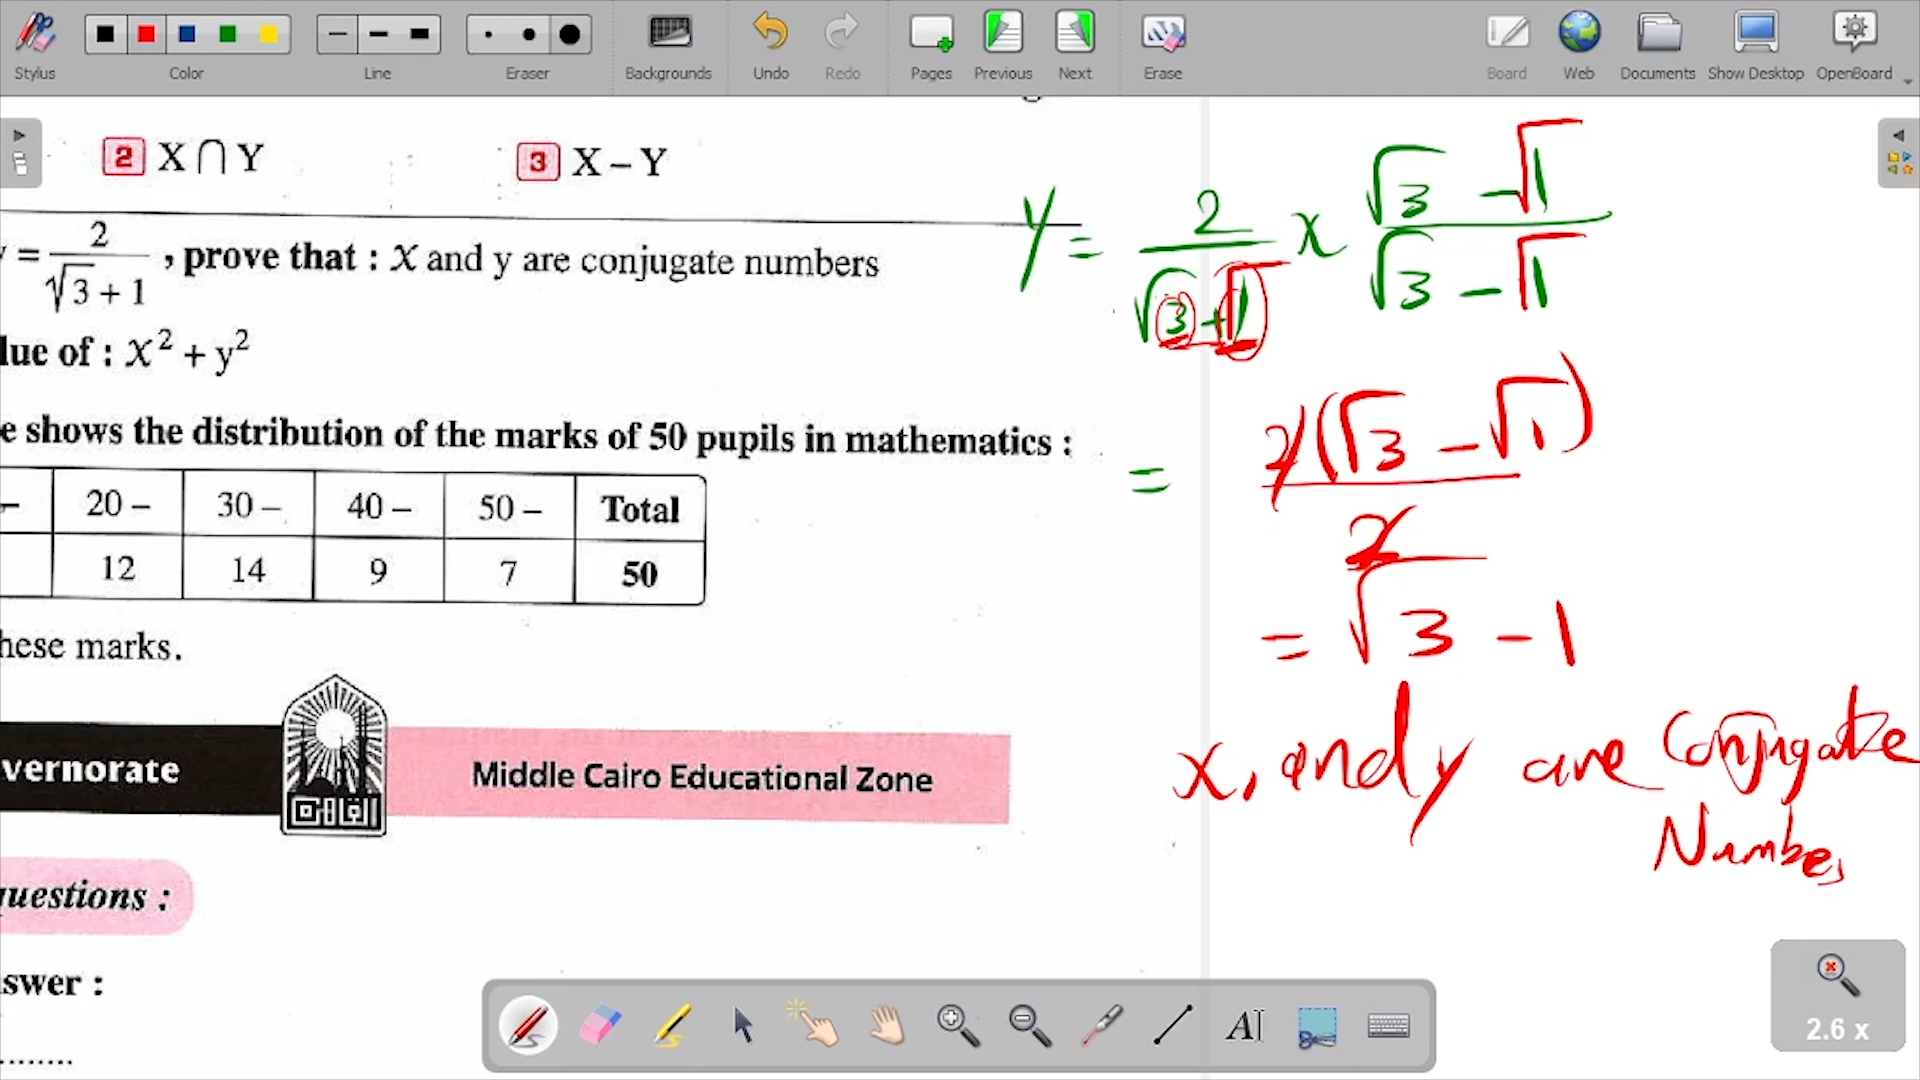 Stylus Color Line Eraser Backgrounds Undo Redo Pages Previous Next Erase Board Web Documents Show Desktop OpenBoard
2 X ∩ Y 3 X – Y
= 2/(√3 + 1) , prove that : X and y are conjugate numbers
lue of : X² + y²
e shows the distribution of the marks of 50 pupils in mathematics :
20 – 30 – 40 – 50 – Total
12 14 9 7 50
hese marks.
vernorate
Middle Cairo Educational Zone
uestions :
swer :
.......
y = 2/(√3 + √1) x (√3 – √1)/(√3 – √1)
= 2(√3 – √1)/2
= √3 – 1
x, and y are Conjugate
Numbers
2.6 x